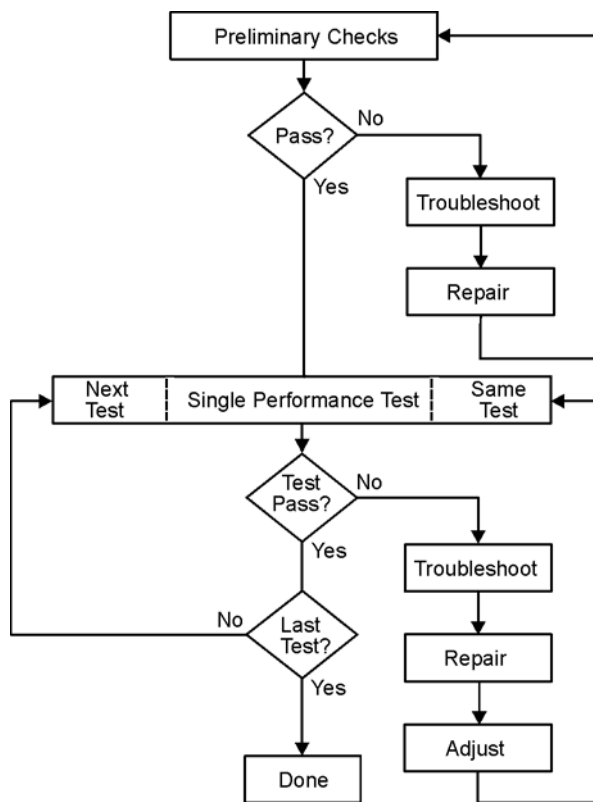 Preliminary Checks
Pass?
No
Yes
Troubleshoot
Repair
Next
Test
Single Performance Test
Same
Test
Test
Pass?
No
Yes
Troubleshoot
No
Last
Test?
Yes
Repair
Adjust
Done